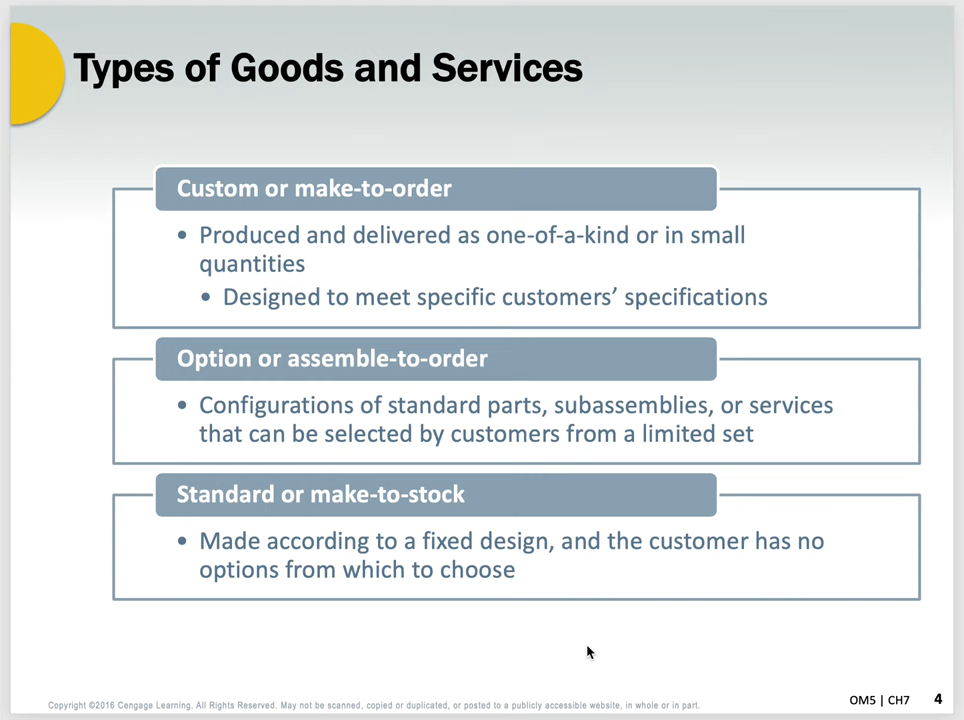 Types of Goods and Services
Custom or make-to-order
• Produced and delivered as one-of-a-kind or in small
quantities
• Designed to meet specific customers’ specifications
Option or assemble-to-order
• Configurations of standard parts, subassemblies, or services
that can be selected by customers from a limited set
Standard or make-to-stock
• Made according to a fixed design, and the customer has no
options from which to choose
Copyright ©2016 Cengage Learning. All Rights Reserved. May not be scanned, copied or duplicated, or posted to a publicly accessible website, in whole or in part.
OM5 | CH7 4